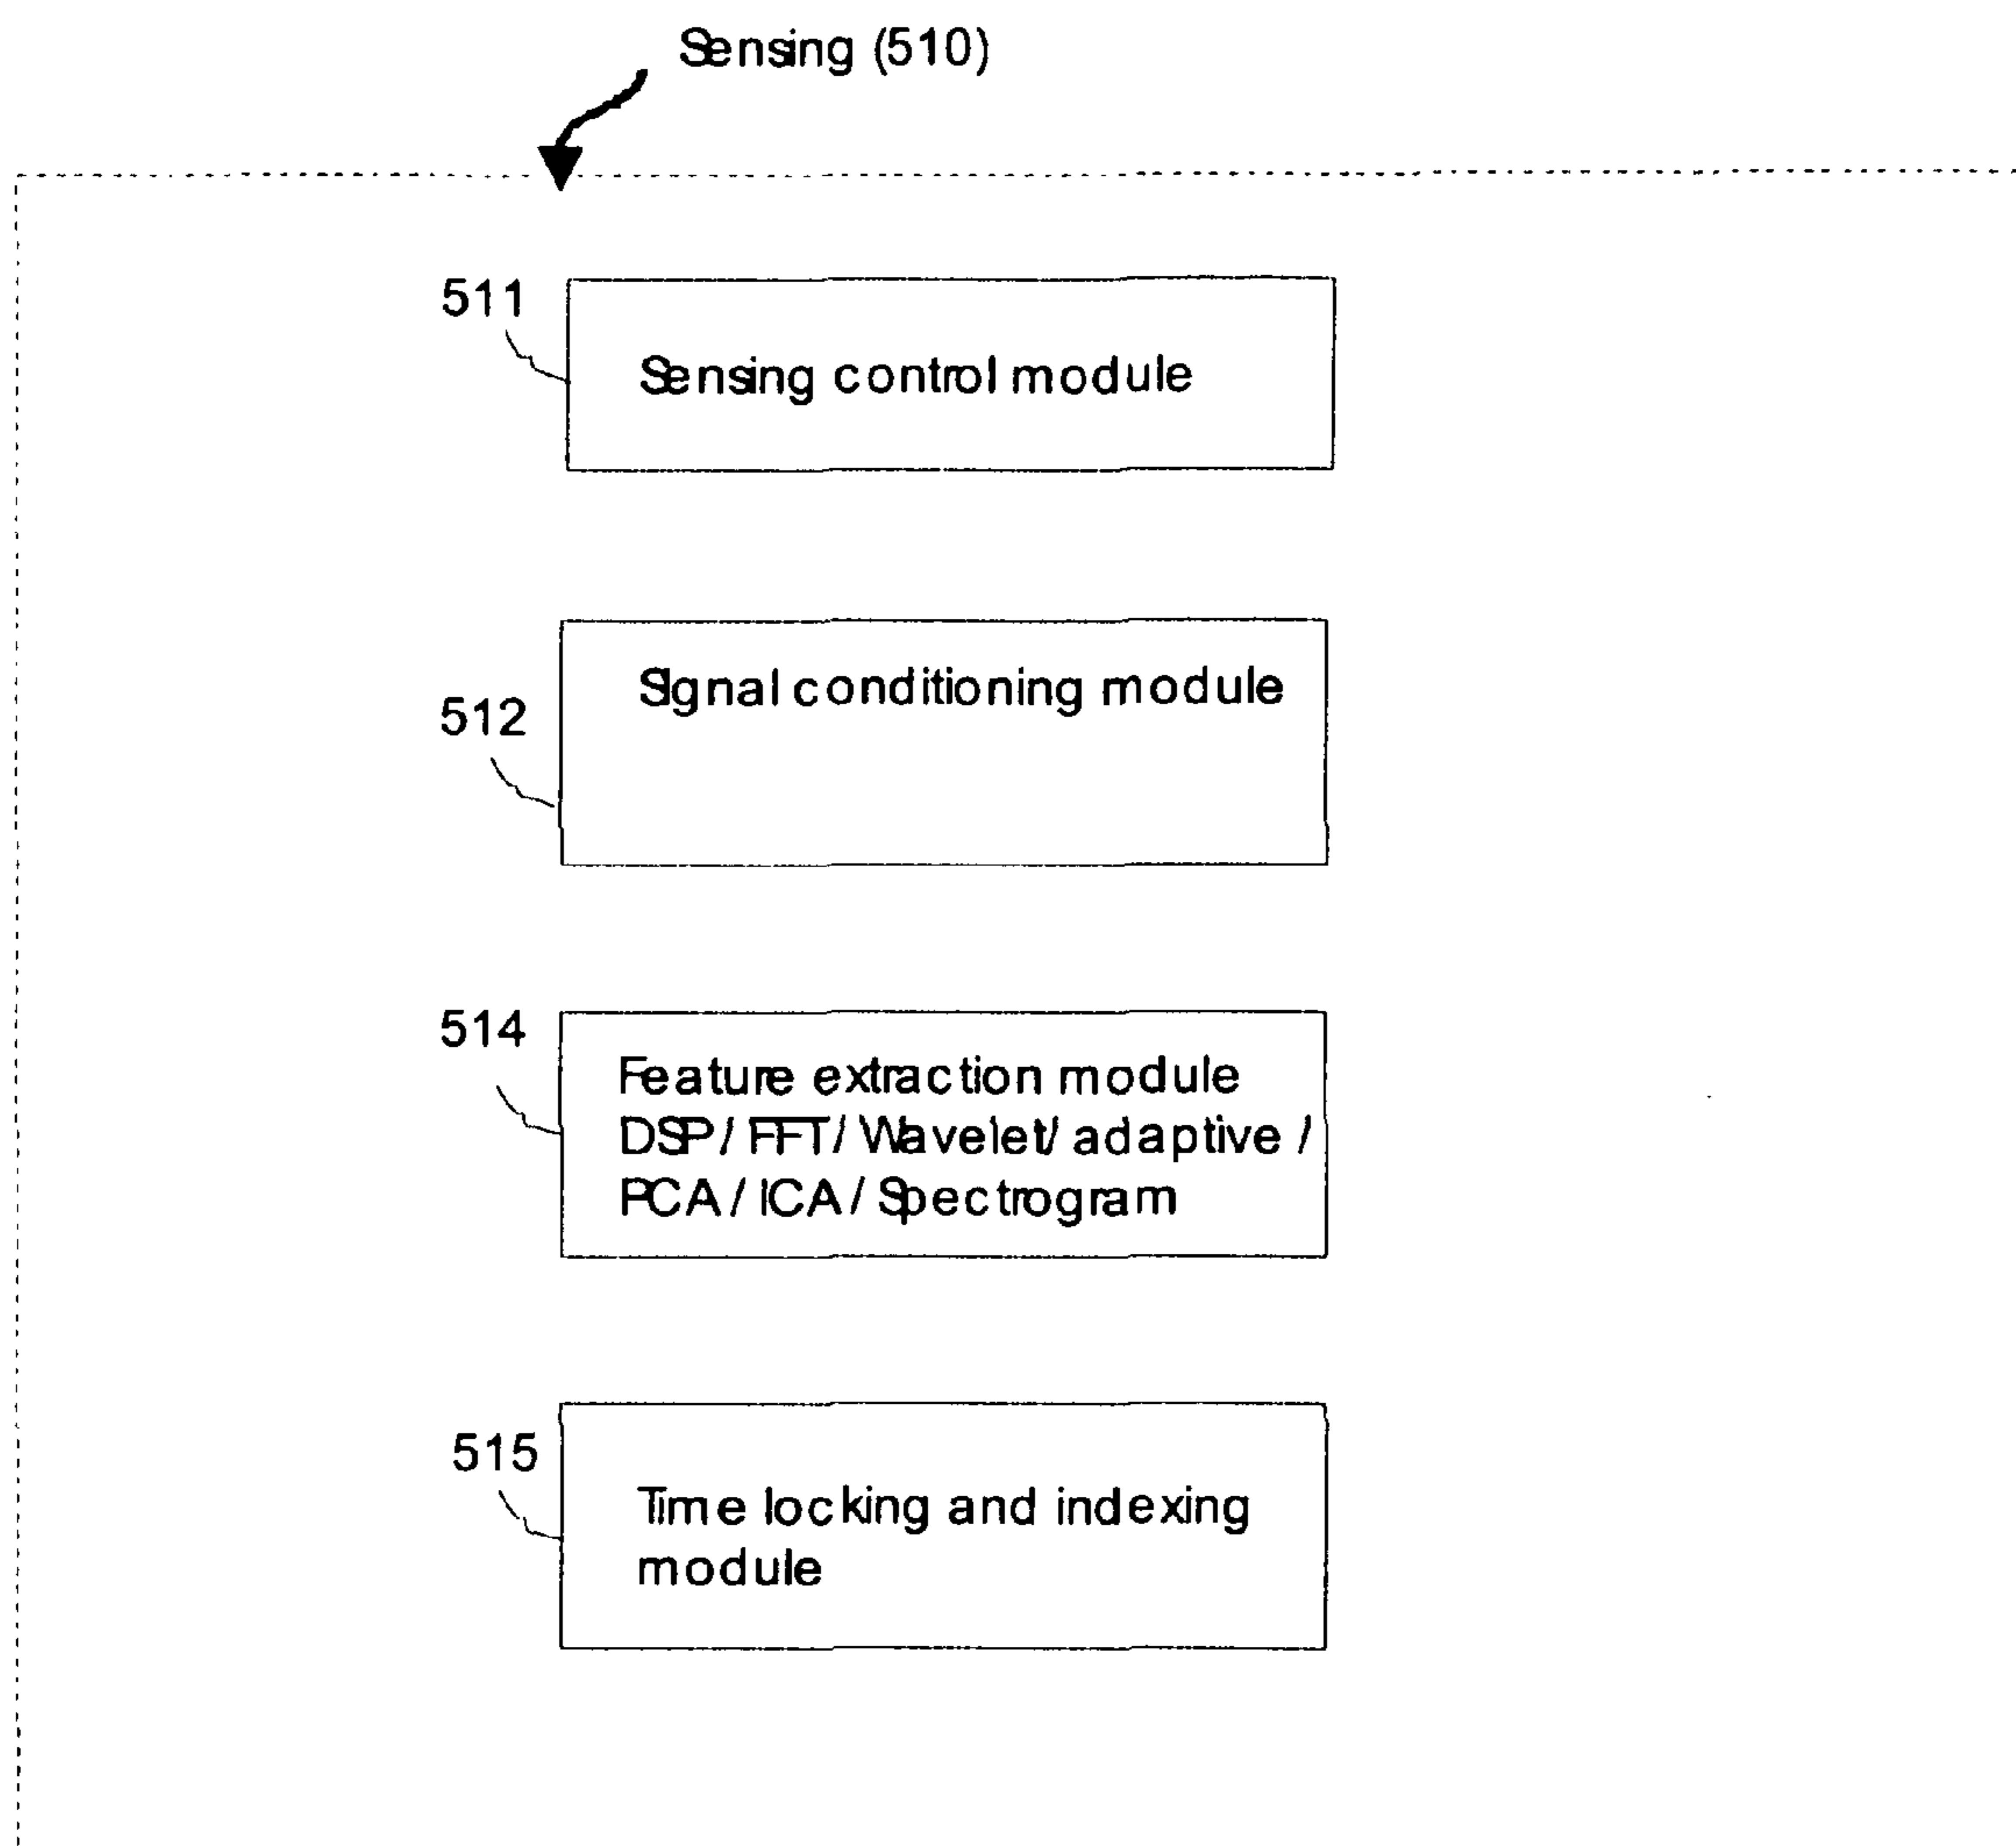 Sensing (510)
511
Sensing control module
Signal conditioning module
512
514
Feature extraction module
DSP / FFT / Wavelet / adaptive /
PCA / ICA / Spectrogram
515
Time locking and indexing
module